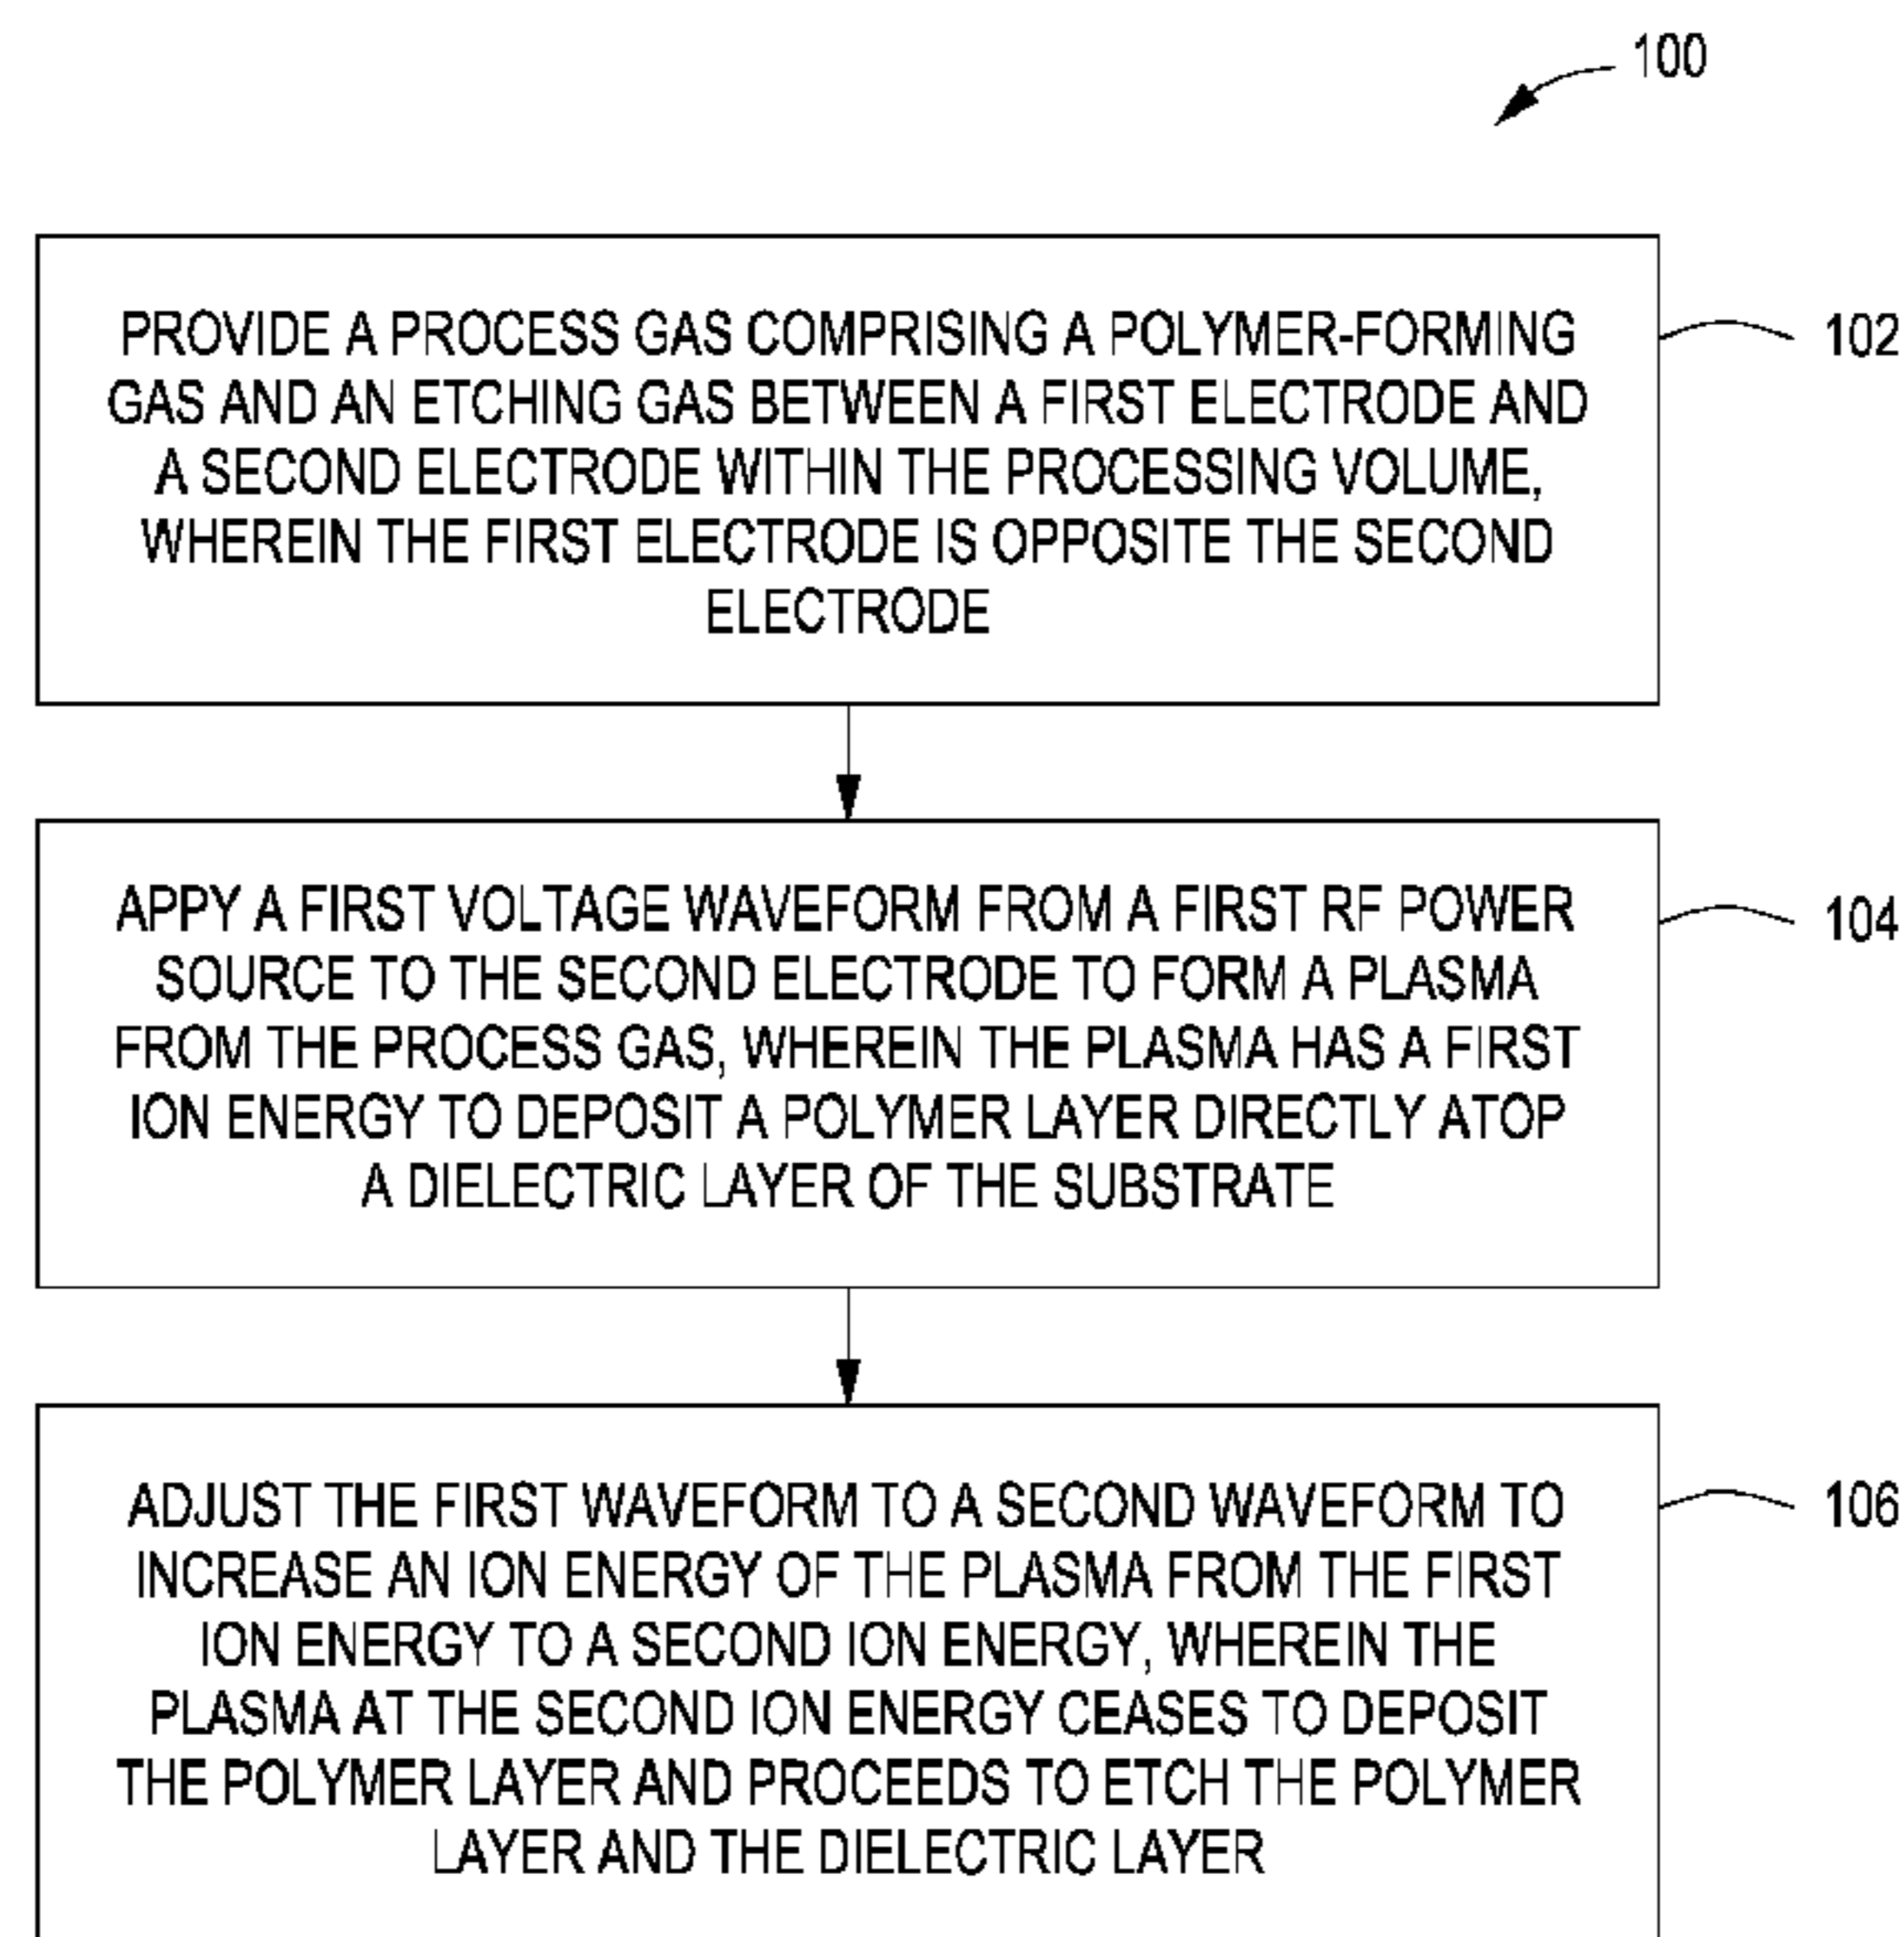 100
PROVIDE A PROCESS GAS COMPRISING A POLYMER-FORMING
GAS AND AN ETCHING GAS BETWEEN A FIRST ELECTRODE AND
A SECOND ELECTRODE WITHIN THE PROCESSING VOLUME,
WHEREIN THE FIRST ELECTRODE IS OPPOSITE THE SECOND
ELECTRODE
102
APPY A FIRST VOLTAGE WAVEFORM FROM A FIRST RF POWER
SOURCE TO THE SECOND ELECTRODE TO FORM A PLASMA
FROM THE PROCESS GAS, WHEREIN THE PLASMA HAS A FIRST
ION ENERGY TO DEPOSIT A POLYMER LAYER DIRECTLY ATOP
A DIELECTRIC LAYER OF THE SUBSTRATE
104
ADJUST THE FIRST WAVEFORM TO A SECOND WAVEFORM TO
INCREASE AN ION ENERGY OF THE PLASMA FROM THE FIRST
ION ENERGY TO A SECOND ION ENERGY, WHEREIN THE
PLASMA AT THE SECOND ION ENERGY CEASES TO DEPOSIT
THE POLYMER LAYER AND PROCEEDS TO ETCH THE POLYMER
LAYER AND THE DIELECTRIC LAYER
106